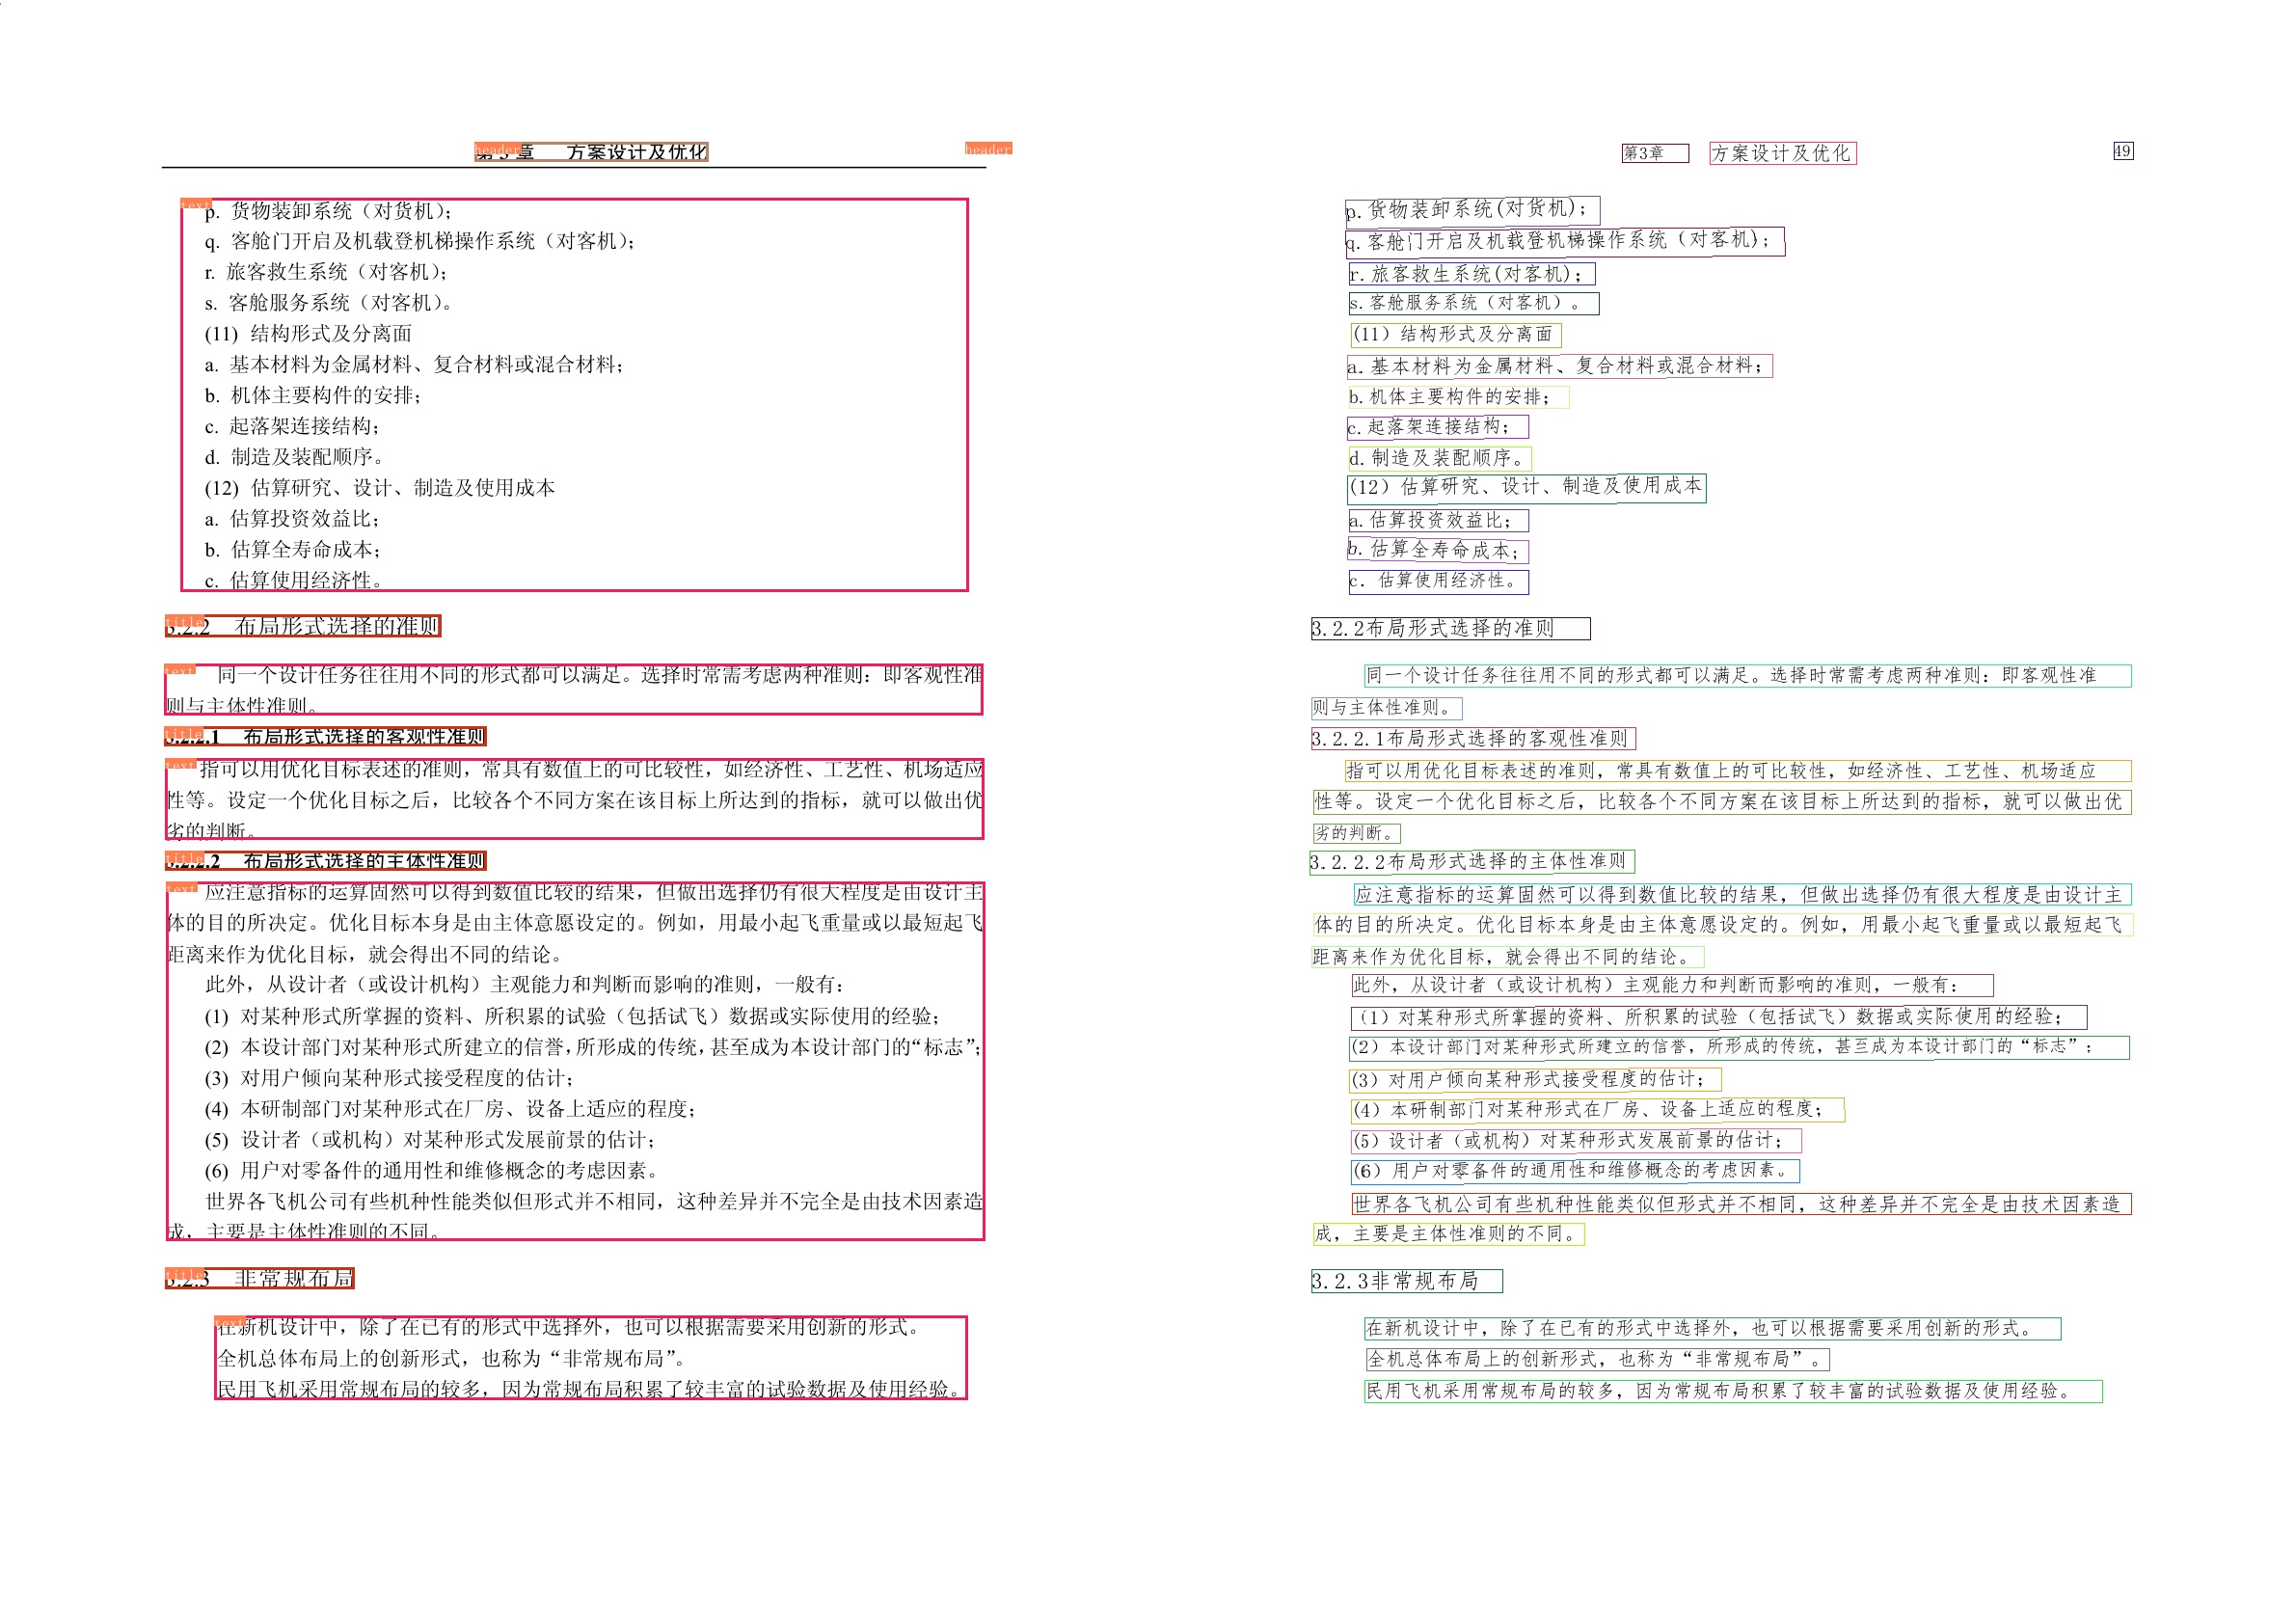 header
第3章 方案设计及优化
header
text
p. 货物装卸系统（对货机）；
q. 客舱门开启及机载登机梯操作系统（对客机）；
r. 旅客救生系统（对客机）；
s. 客舱服务系统（对客机）。
(11) 结构形式及分离面
a. 基本材料为金属材料、复合材料或混合材料；
b. 机体主要构件的安排；
c. 起落架连接结构；
d. 制造及装配顺序。
(12) 估算研究、设计、制造及使用成本
a. 估算投资效益比；
b. 估算全寿命成本；
c. 估算使用经济性。
title
3.2.2 布局形式选择的准则
text
同一个设计任务往往用不同的形式都可以满足。选择时常需考虑两种准则：即客观性准
则与主体性准则。
title
3.2.2.1 布局形式选择的客观性准则
text
指可以用优化目标表述的准则，常具有数值上的可比较性，如经济性、工艺性、机场适应
性等。设定一个优化目标之后，比较各个不同方案在该目标上所达到的指标，就可以做出优
劣的判断。
title
3.2.2.2 布局形式选择的主体性准则
text
应注意指标的运算固然可以得到数值比较的结果，但做出选择仍有很大程度是由设计主
体的目的所决定。优化目标本身是由主体意愿设定的。例如，用最小起飞重量或以最短起飞
距离来作为优化目标，就会得出不同的结论。
此外，从设计者（或设计机构）主观能力和判断而影响的准则，一般有：
(1) 对某种形式所掌握的资料、所积累的试验（包括试飞）数据或实际使用的经验；
(2) 本设计部门对某种形式所建立的信誉，所形成的传统，甚至成为本设计部门的“标志”；
(3) 对用户倾向某种形式接受程度的估计；
(4) 本研制部门对某种形式在厂房、设备上适应的程度；
(5) 设计者（或机构）对某种形式发展前景的估计；
(6) 用户对零备件的通用性和维修概念的考虑因素。
世界各飞机公司有些机种性能类似但形式并不相同，这种差异并不完全是由技术因素造
成，主要是主体性准则的不同。
title
3.2.3 非常规布局
text
在新机设计中，除了在已有的形式中选择外，也可以根据需要采用创新的形式。
全机总体布局上的创新形式，也称为“非常规布局”。
民用飞机采用常规布局的较多，因为常规布局积累了较丰富的试验数据及使用经验。
第3章 方案设计及优化
49
p.货物装卸系统(对货机)；
q.客舱门开启及机载登机梯操作系统（对客机)；
r.旅客救生系统(对客机)；
s.客舱服务系统（对客机）。
(11）结构形式及分离面
a.基本材料为金属材料、复合材料或混合材料；
b.机体主要构件的安排；
c.起落架连接结构；
d.制造及装配顺序。
(12）估算研究、设计、制造及使用成本
a.估算投资效益比；
b.估算全寿命成本；
c. 估算使用经济性。
3.2.2布局形式选择的准则
同一个设计任务往往用不同的形式都可以满足。选择时常需考虑两种准则：即客观性准
则与主体性准则。
3.2.2.1布局形式选择的客观性准则
指可以用优化目标表述的准则，常具有数值上的可比较性，如经济性、工艺性、机场适应
性等。设定一个优化目标之后，比较各个不同方案在该目标上所达到的指标，就可以做出优
劣的判断。
3.2.2.2布局形式选择的主体性准则
应注意指标的运算固然可以得到数值比较的结果，但做出选择仍有很大程度是由设计主
体的目的所决定。优化目标本身是由主体意愿设定的。例如，用最小起飞重量或以最短起飞
距离来作为优化目标，就会得出不同的结论。
此外，从设计者（或设计机构）主观能力和判断而影响的准则，一般有：
（1）对某种形式所掌握的资料、所积累的试验（包括试飞）数据或实际使用的经验；
(2）本设计部门对某种形式所建立的信誉，所形成的传统，甚至成为本设计部门的“标志”；
(3）对用户倾向某种形式接受程度的估计；
(4）本研制部门对某种形式在厂房、设备上适应的程度；
(5）设计者（或机构）对某种形式发展前景的估计；
(6）用户对零备件的通用性和维修概念的考虑因素。
世界各飞机公司有些机种性能类似但形式并不相同，这种差异并不完全是由技术因素造
成，主要是主体性准则的不同。
3.2.3非常规布局
在新机设计中，除了在已有的形式中选择外，也可以根据需要采用创新的形式。
全机总体布局上的创新形式，也称为“非常规布局”。
民用飞机采用常规布局的较多，因为常规布局积累了较丰富的试验数据及使用经验。